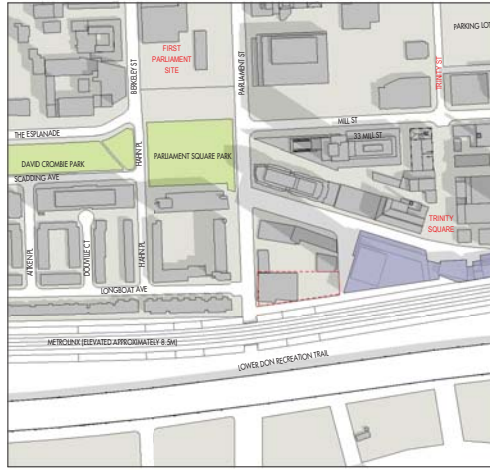 PARKING LOT
FIRST
PARLIAMENT
SITE
BERKELEY ST
PARLIAMENT ST
TRINITY ST
MILL ST
THE ESPLANADE
33 MILL ST
HAHN PL
DAVID CROMBIE PARK
PARLIAMENT SQUARE PARK
SCADDING AVE
TRINITY
SQUARE
AITKEN PL
DOUVILLE CT
HAHN PL
LONGBOAT AVE
METROLINX (ELEVATED APPROXIMATELY 8.5M)
LOWER DON RECREATION TRAIL